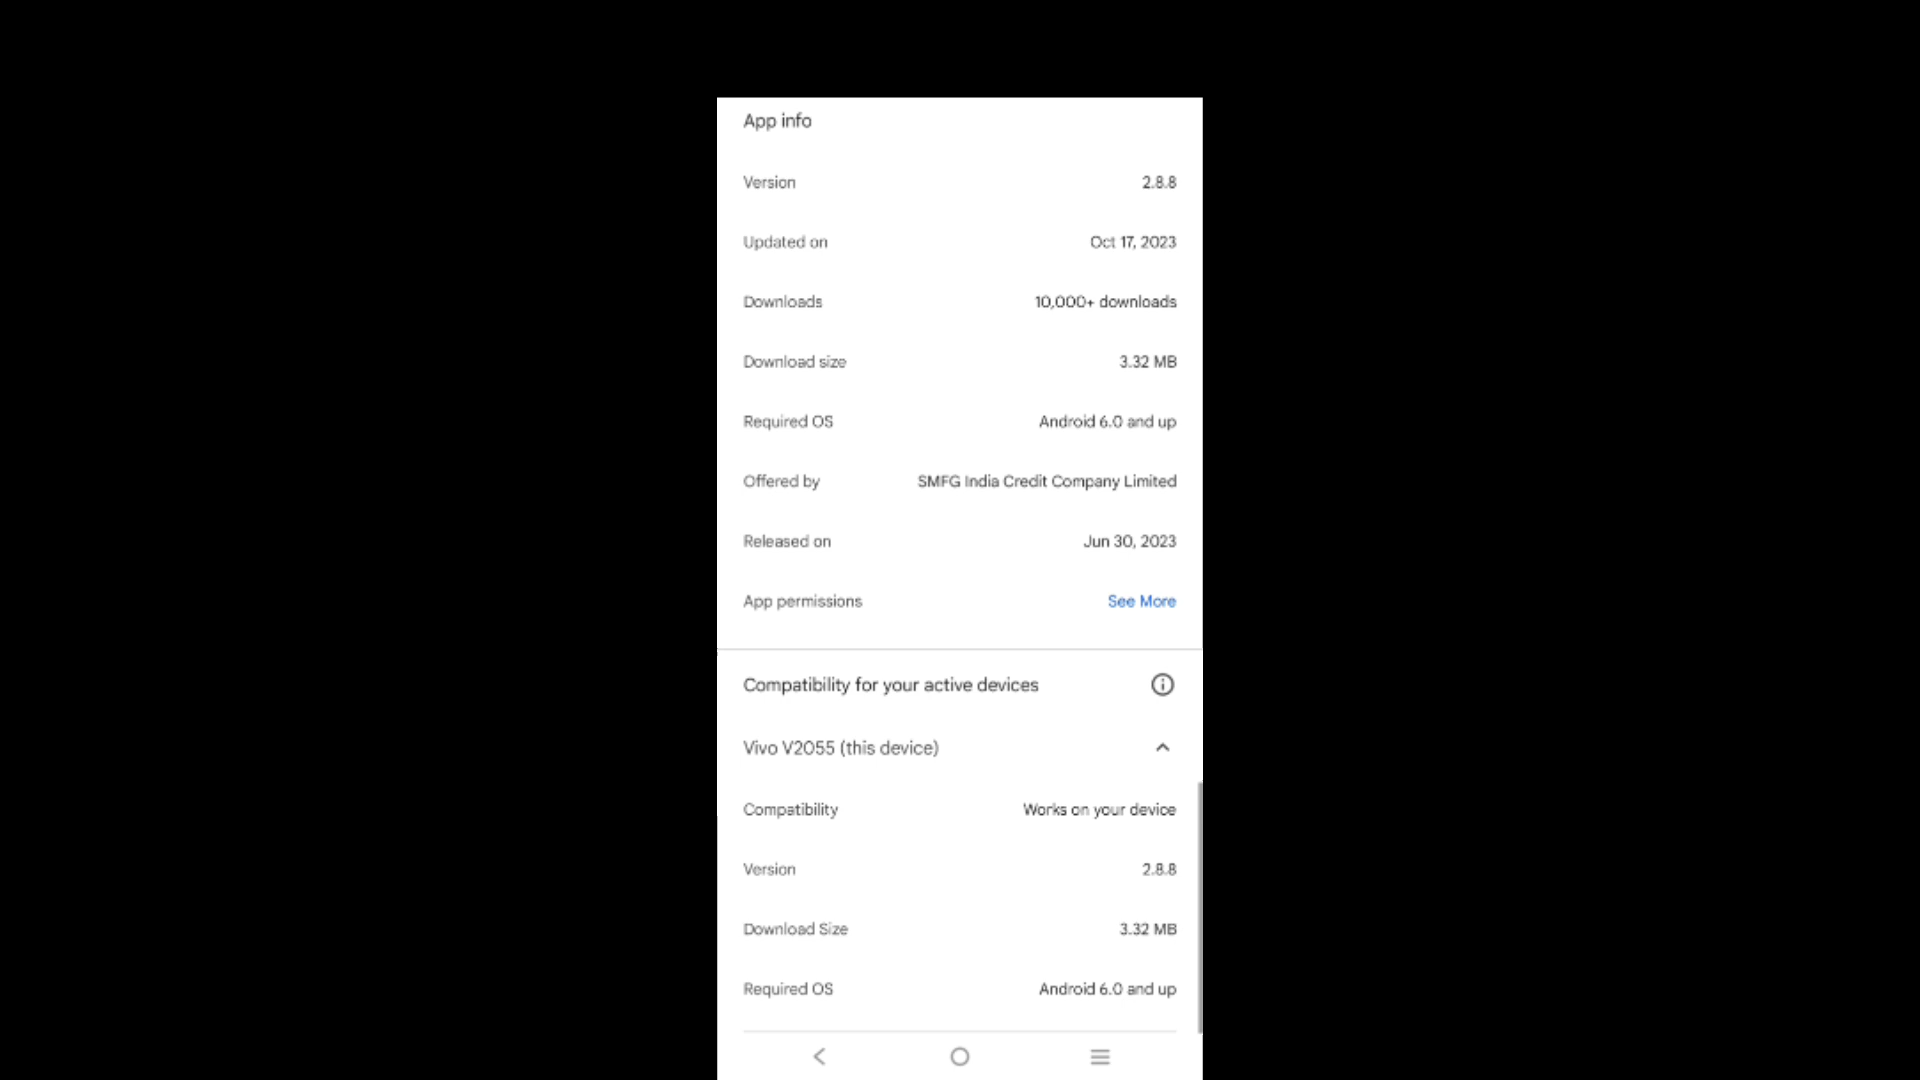 App info
Version 2.8.8
Updated on Oct 17, 2023
Downloads 10,000+ downloads
Download size 3.32 MB
Required OS Android 6.0 and up
Offered by SMFG India Credit Company Limited
Released on Jun 30, 2023
App permissions See More
Compatibility for your active devices
Vivo V2055 (this device)
Compatibility Works on your device
Version 2.8.8
Download Size 3.32 MB
Required OS Android 6.0 and up